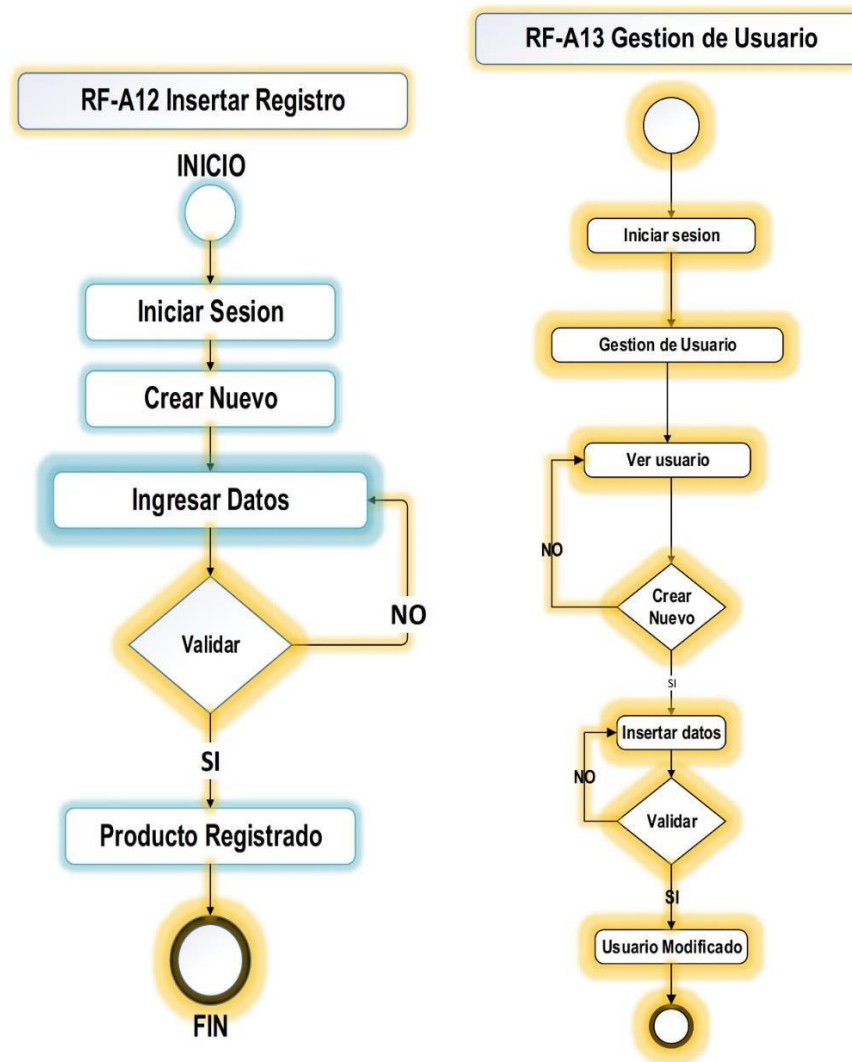 RF-A12 Insertar Registro
INICIO
Iniciar Sesion
Crear Nuevo
Ingresar Datos
Validar
NO
SI
Producto Registrado
FIN
RF-A13 Gestion de Usuario
Iniciar sesion
Gestion de Usuario
Ver usuario
NO
Crear
Nuevo
SI
Insertar datos
NO
Validar
SI
Usuario Modificado